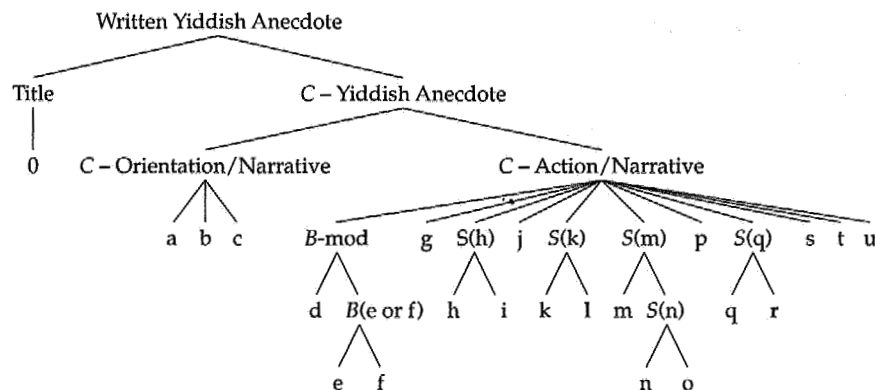 Written Yiddish Anecdote
Title C – Yiddish Anecdote
0 C – Orientation/Narrative C – Action/Narrative
a b c B-mod g S(h) j S(k) S(m) p S(q) s t u
d B(e or f) h i k l m S(n) q r
e f n o